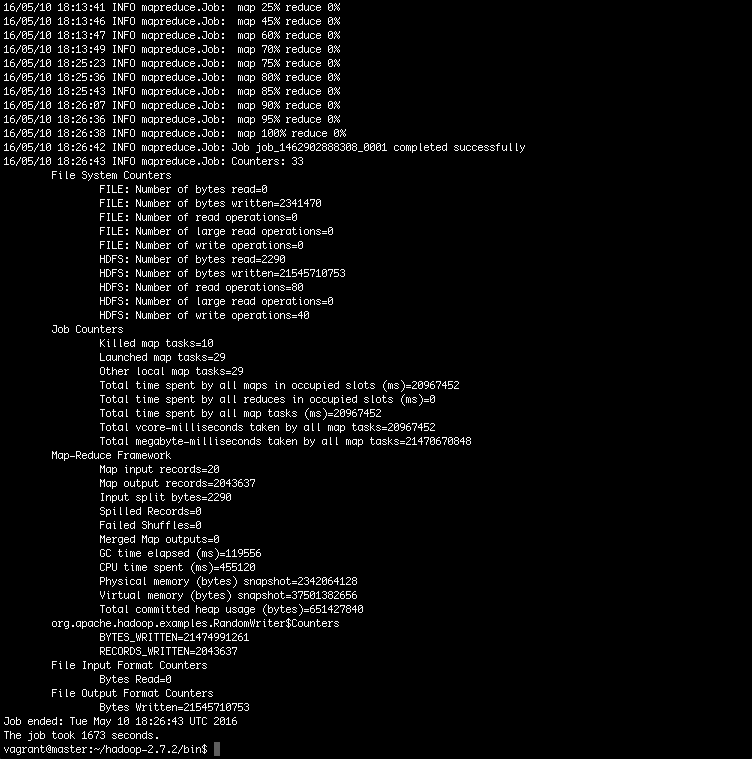 16/05/10 18:13:41 INFO mapreduce.Job:  map 25% reduce 0%
16/05/10 18:13:46 INFO mapreduce.Job:  map 45% reduce 0%
16/05/10 18:13:47 INFO mapreduce.Job:  map 60% reduce 0%
16/05/10 18:13:49 INFO mapreduce.Job:  map 70% reduce 0%
16/05/10 18:25:23 INFO mapreduce.Job:  map 75% reduce 0%
16/05/10 18:25:36 INFO mapreduce.Job:  map 80% reduce 0%
16/05/10 18:25:43 INFO mapreduce.Job:  map 85% reduce 0%
16/05/10 18:26:07 INFO mapreduce.Job:  map 90% reduce 0%
16/05/10 18:26:36 INFO mapreduce.Job:  map 95% reduce 0%
16/05/10 18:26:38 INFO mapreduce.Job:  map 100% reduce 0%
16/05/10 18:26:42 INFO mapreduce.Job: Job job_1462902888308_0001 completed successfully
16/05/10 18:26:43 INFO mapreduce.Job: Counters: 33
File System Counters
FILE: Number of bytes read=0
FILE: Number of bytes written=2341470
FILE: Number of read operations=0
FILE: Number of large read operations=0
FILE: Number of write operations=0
HDFS: Number of bytes read=2290
HDFS: Number of bytes written=21545710753
HDFS: Number of read operations=80
HDFS: Number of large read operations=0
HDFS: Number of write operations=40
Job Counters
Killed map tasks=10
Launched map tasks=29
Other local map tasks=29
Total time spent by all maps in occupied slots (ms)=20967452
Total time spent by all reduces in occupied slots (ms)=0
Total time spent by all map tasks (ms)=20967452
Total vcore-milliseconds taken by all map tasks=20967452
Total megabyte-milliseconds taken by all map tasks=21470670848
Map-Reduce Framework
Map input records=20
Map output records=2043637
Input split bytes=2290
Spilled Records=0
Failed Shuffles=0
Merged Map outputs=0
GC time elapsed (ms)=119556
CPU time spent (ms)=455120
Physical memory (bytes) snapshot=2342064128
Virtual memory (bytes) snapshot=37501382656
Total committed heap usage (bytes)=651427840
org.apache.hadoop.examples.RandomWriter$Counters
BYTES_WRITTEN=21474991261
RECORDS_WRITTEN=2043637
File Input Format Counters
Bytes Read=0
File Output Format Counters
Bytes Written=21545710753
Job ended: Tue May 10 18:26:43 UTC 2016
The job took 1673 seconds.
vagrant@master:~/hadoop-2.7.2/bin$